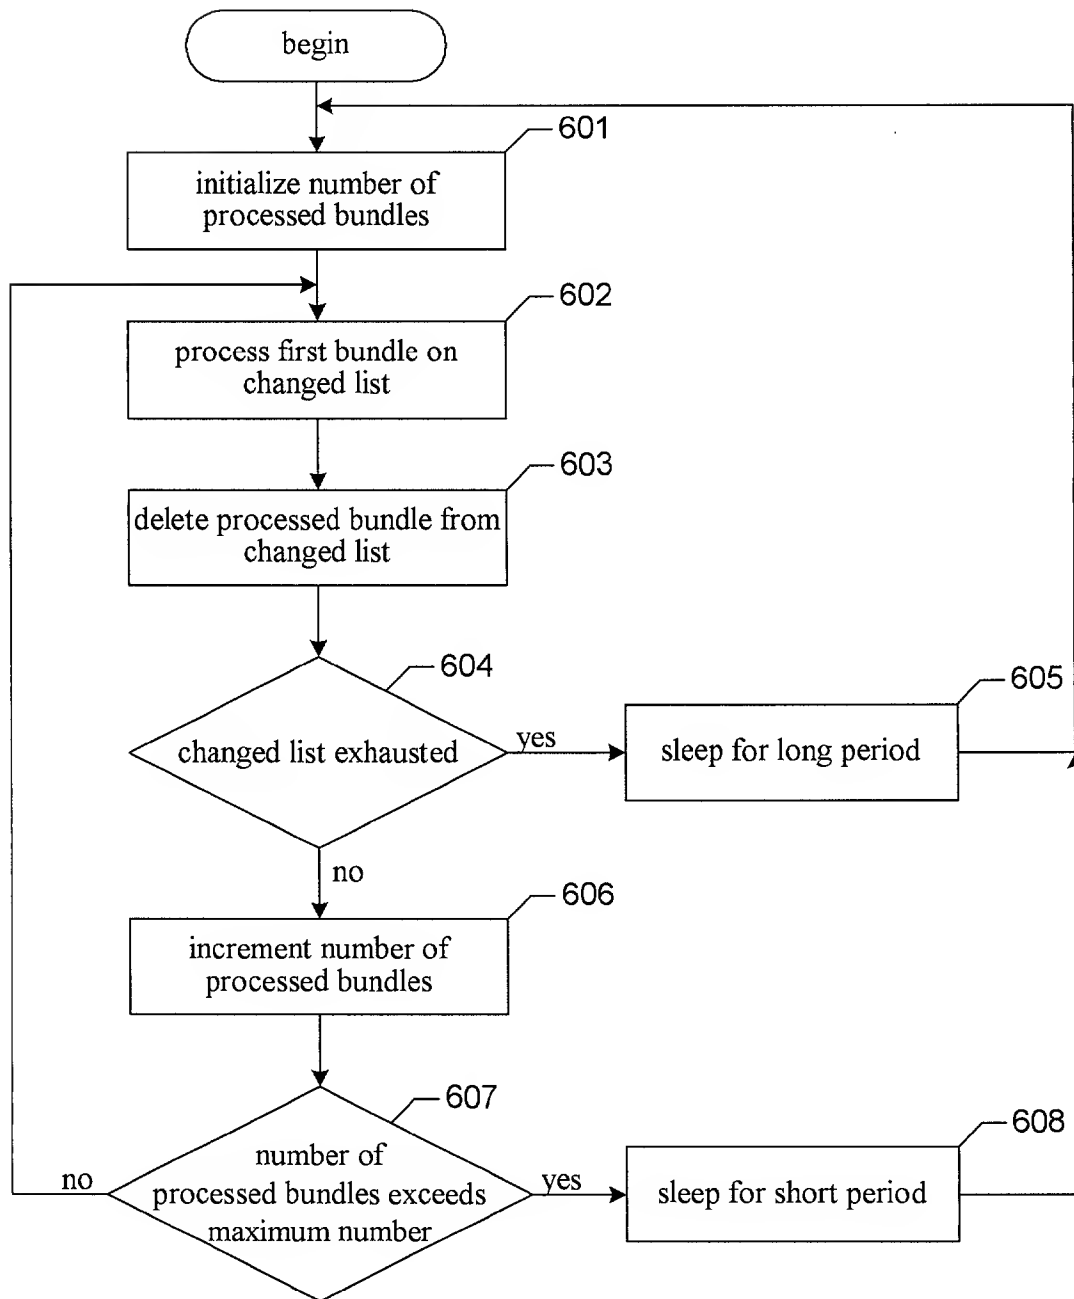 begin
601
initialize number of
processed bundles
602
process first bundle on
changed list
603
delete processed bundle from
changed list
604
changed list exhausted
yes
605
sleep for long period
no
606
increment number of
processed bundles
607
no
number of
processed bundles exceeds
maximum number
yes
608
sleep for short period